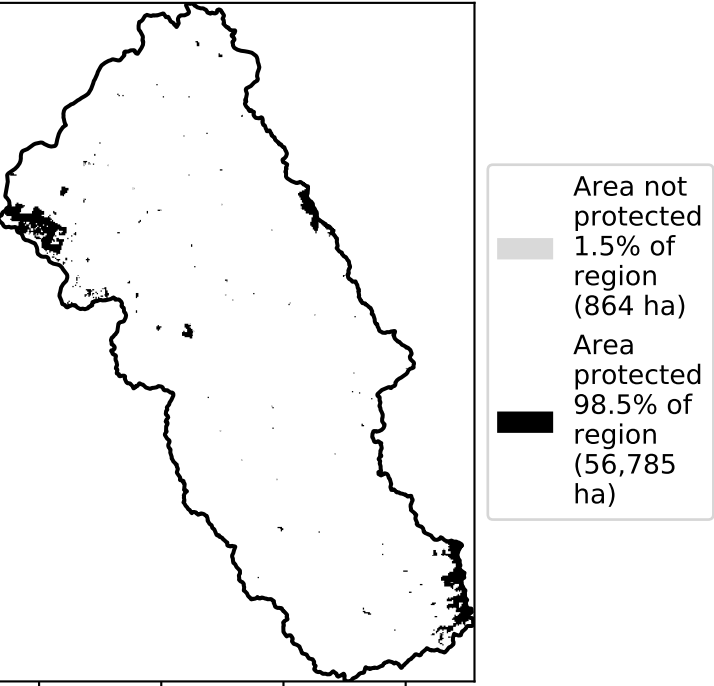 Area not
protected
1.5% of
region
(864 ha)
Area
protected
98.5% of
region
(56,785
ha)